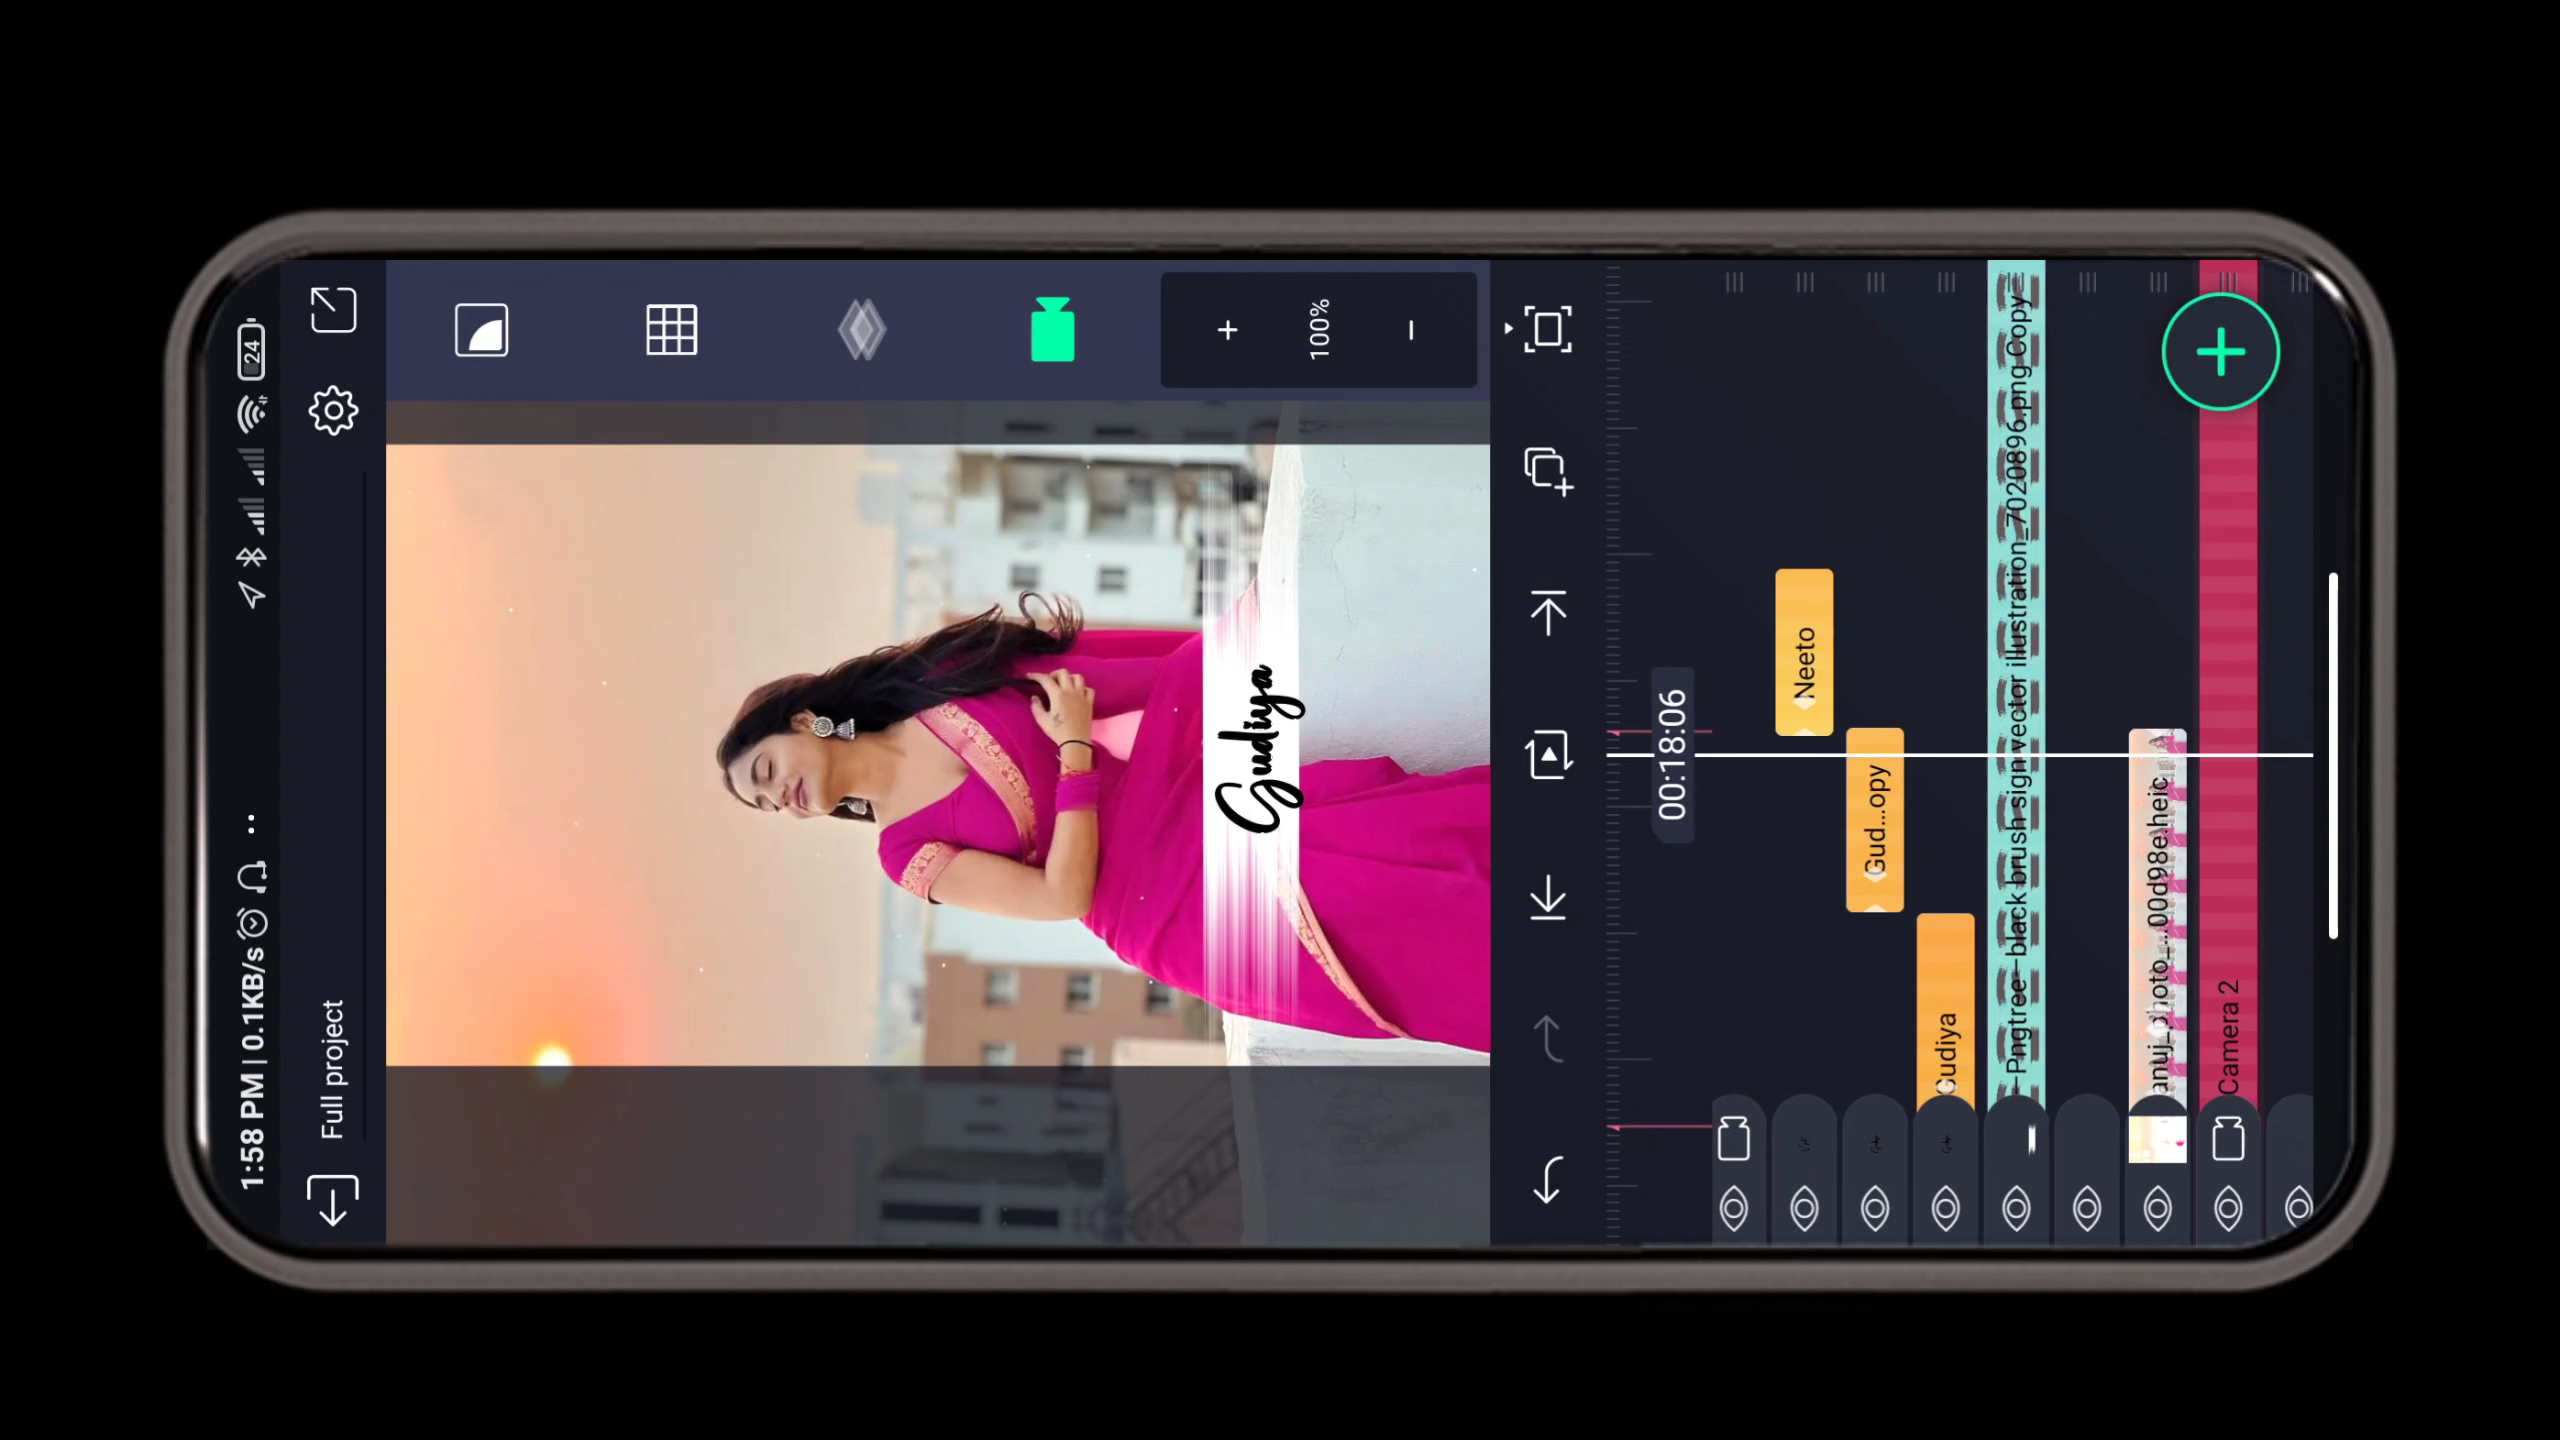 1:58 PM | 0.1KB/s
24
Full project
100%
Gudiya
00:18:06
Neeto
Gud...opy
Gudiya
Pngtree—black brush sign vector illustration_7020896.png Copy
anuj_photo_...00d98e.heic
Camera 2